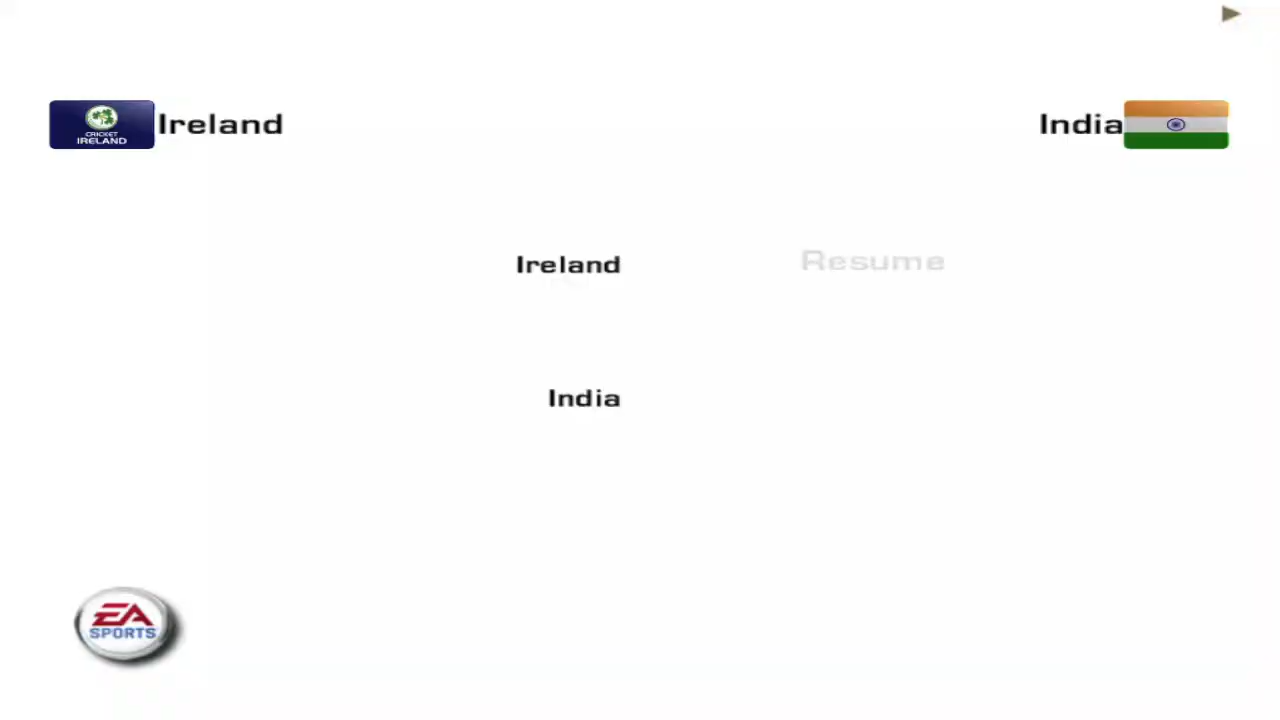 Ireland
India
CRICKET
IRELAND
Ireland
Resume
India
EA
SPORTS